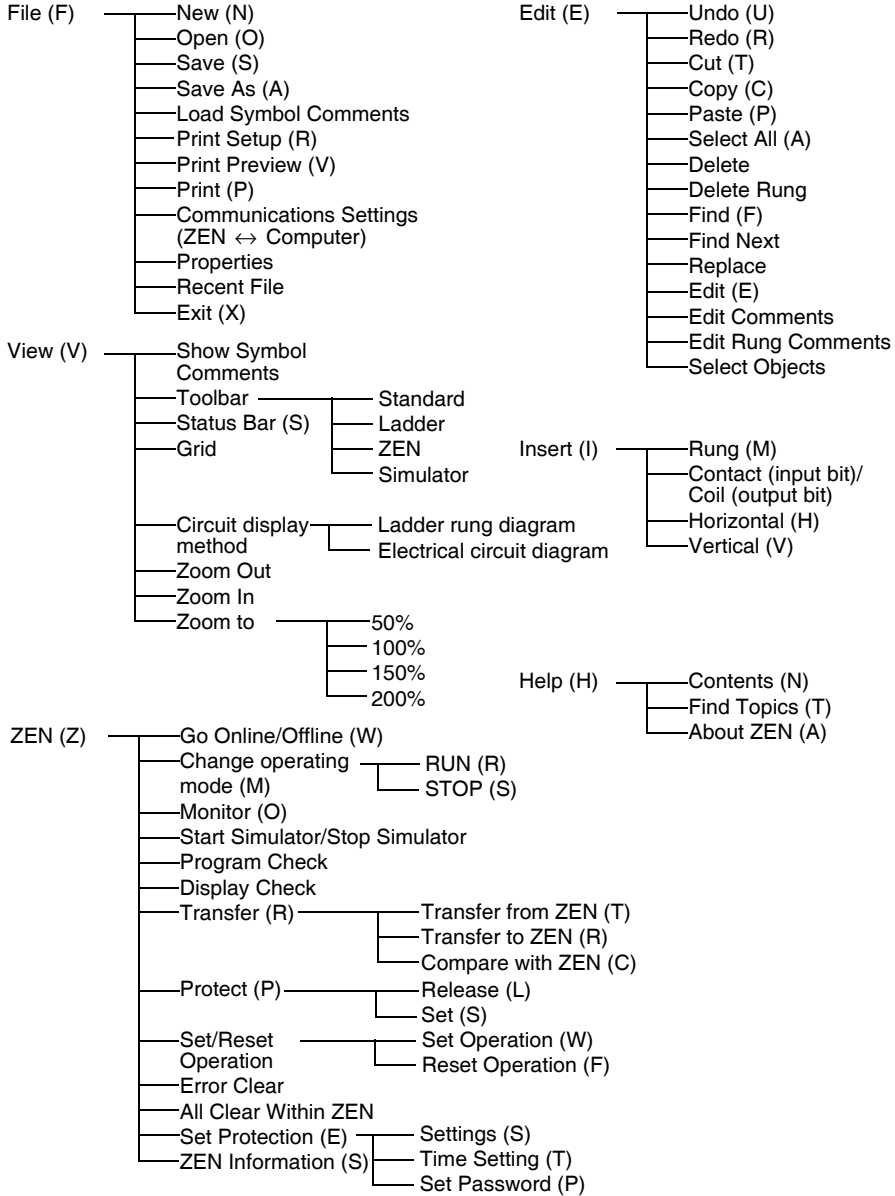 File (F)
New (N)
Open (O)
Save (S)
Save As (A)
Load Symbol Comments
Print Setup (R)
Print Preview (V)
Print (P)
Communications Settings
(ZEN ↔ Computer)
Properties
Recent File
Exit (X)
Edit (E)
Undo (U)
Redo (R)
Cut (T)
Copy (C)
Paste (P)
Select All (A)
Delete
Delete Rung
Find (F)
Find Next
Replace
Edit (E)
Edit Comments
Edit Rung Comments
Select Objects
View (V)
Show Symbol
Comments
Toolbar
Standard
Ladder
ZEN
Simulator
Status Bar (S)
Grid
Circuit display
method
Ladder rung diagram
Electrical circuit diagram
Zoom Out
Zoom In
Zoom to
50%
100%
150%
200%
Insert (I)
Rung (M)
Contact (input bit)/
Coil (output bit)
Horizontal (H)
Vertical (V)
Help (H)
Contents (N)
Find Topics (T)
About ZEN (A)
ZEN (Z)
Go Online/Offline (W)
Change operating
mode (M)
RUN (R)
STOP (S)
Monitor (O)
Start Simulator/Stop Simulator
Program Check
Display Check
Transfer (R)
Transfer from ZEN (T)
Transfer to ZEN (R)
Compare with ZEN (C)
Protect (P)
Release (L)
Set (S)
Set/Reset
Operation
Set Operation (W)
Reset Operation (F)
Error Clear
All Clear Within ZEN
Set Protection (E)
Settings (S)
Time Setting (T)
Set Password (P)
ZEN Information (S)